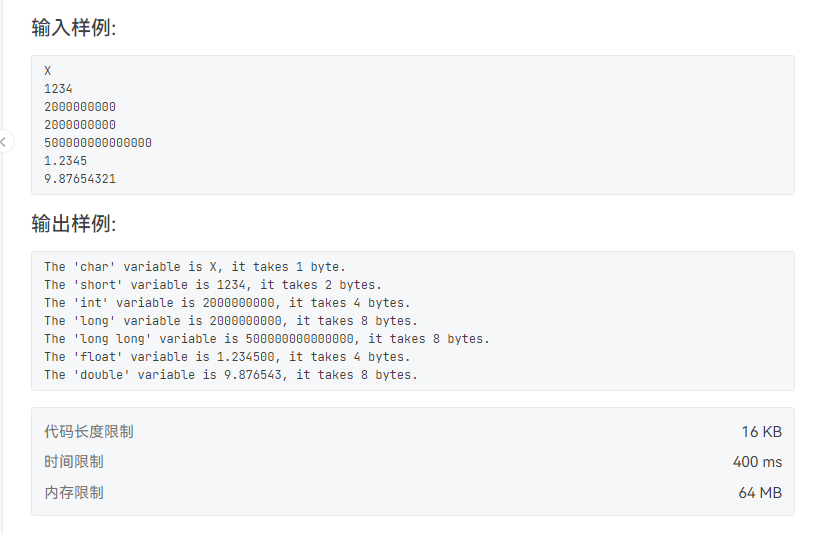 输入样例:
X
1234
2000000000
2000000000
500000000000000
1.2345
9.87654321
输出样例:
The 'char' variable is X, it takes 1 byte.
The 'short' variable is 1234, it takes 2 bytes.
The 'int' variable is 2000000000, it takes 4 bytes.
The 'long' variable is 2000000000, it takes 8 bytes.
The 'long long' variable is 500000000000000, it takes 8 bytes.
The 'float' variable is 1.234500, it takes 4 bytes.
The 'double' variable is 9.876543, it takes 8 bytes.
代码长度限制 16 KB
时间限制 400 ms
内存限制 64 MB